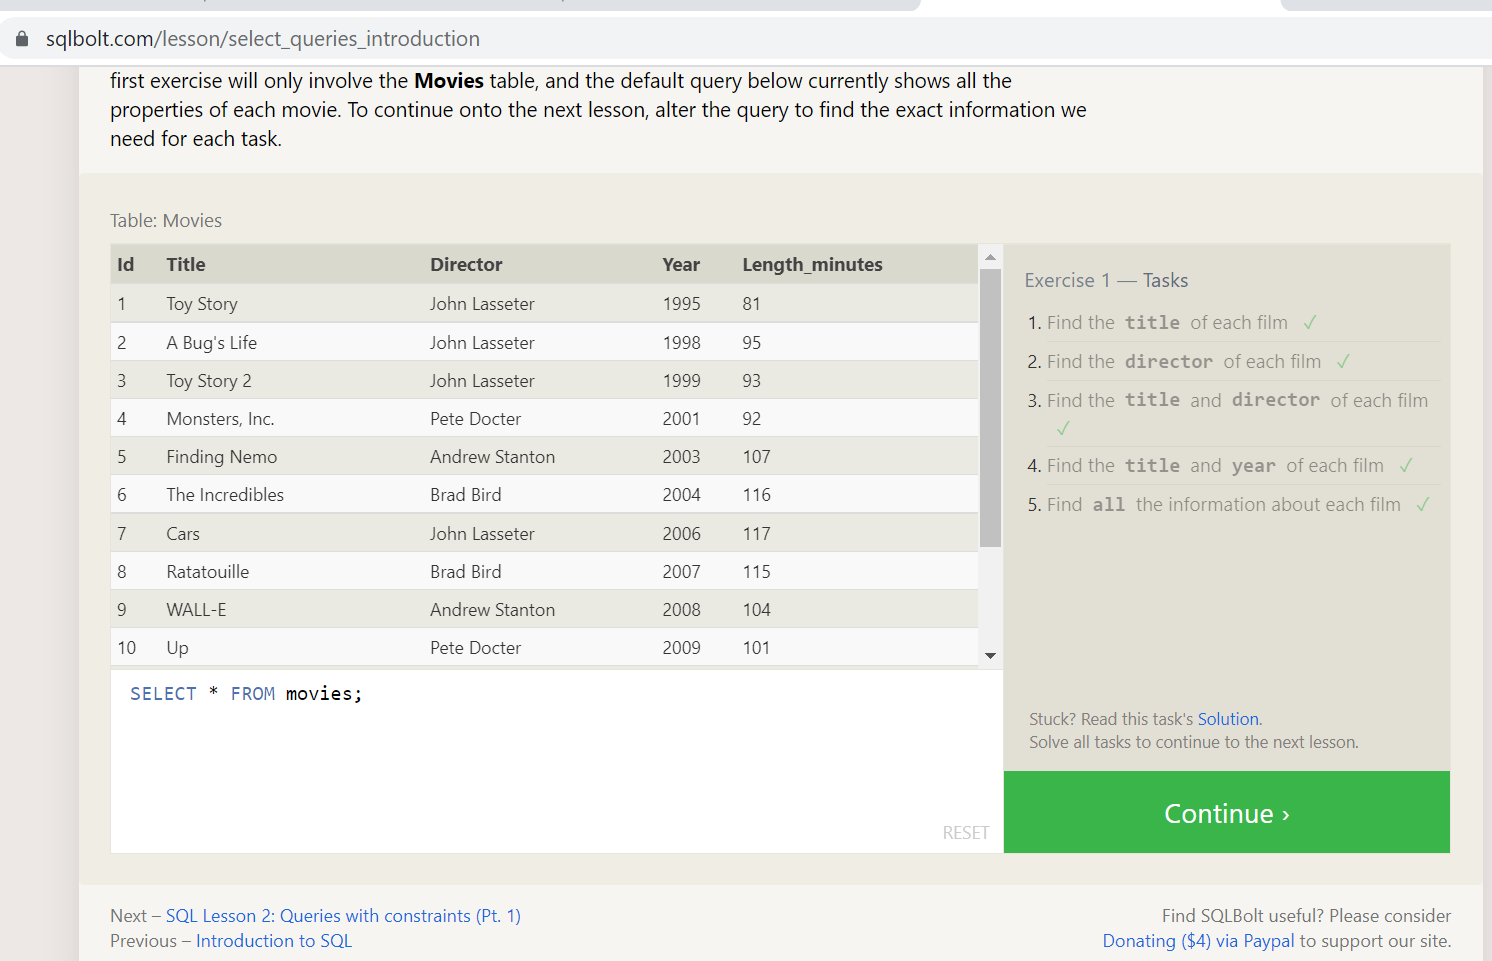 sqlbolt.com/lesson/select_queries_introduction
first exercise will only involve the Movies table, and the default query below currently shows all the
properties of each movie. To continue onto the next lesson, alter the query to find the exact information we
need for each task.
Table: Movies
Id Title Director Year Length_minutes
1 Toy Story John Lasseter 1995 81
2 A Bug's Life John Lasseter 1998 95
3 Toy Story 2 John Lasseter 1999 93
4 Monsters, Inc. Pete Docter 2001 92
5 Finding Nemo Andrew Stanton 2003 107
6 The Incredibles Brad Bird 2004 116
7 Cars John Lasseter 2006 117
8 Ratatouille Brad Bird 2007 115
9 WALL-E Andrew Stanton 2008 104
10 Up Pete Docter 2009 101
SELECT * FROM movies;
RESET
Exercise 1 — Tasks
1. Find the title of each film ✓
2. Find the director of each film ✓
3. Find the title and director of each film
✓
4. Find the title and year of each film ✓
5. Find all the information about each film ✓
Stuck? Read this task's Solution.
Solve all tasks to continue to the next lesson.
Continue ›
Next – SQL Lesson 2: Queries with constraints (Pt. 1)
Previous – Introduction to SQL
Find SQLBolt useful? Please consider
Donating ($4) via Paypal to support our site.